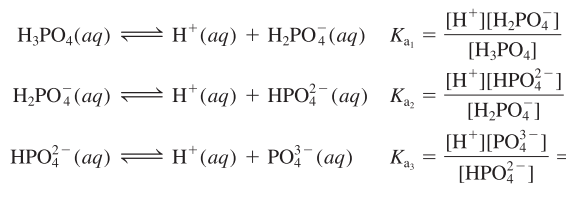 H₃PO₄(aq) ⇌ H⁺(aq) + H₂PO₄⁻(aq) Kₐ₁ = [H⁺][H₂PO₄⁻] / [H₃PO₄]
H₂PO₄⁻(aq) ⇌ H⁺(aq) + HPO₄²⁻(aq) Kₐ₂ = [H⁺][HPO₄²⁻] / [H₂PO₄⁻]
HPO₄²⁻(aq) ⇌ H⁺(aq) + PO₄³⁻(aq) Kₐ₃ = [H⁺][PO₄³⁻] / [HPO₄²⁻] =